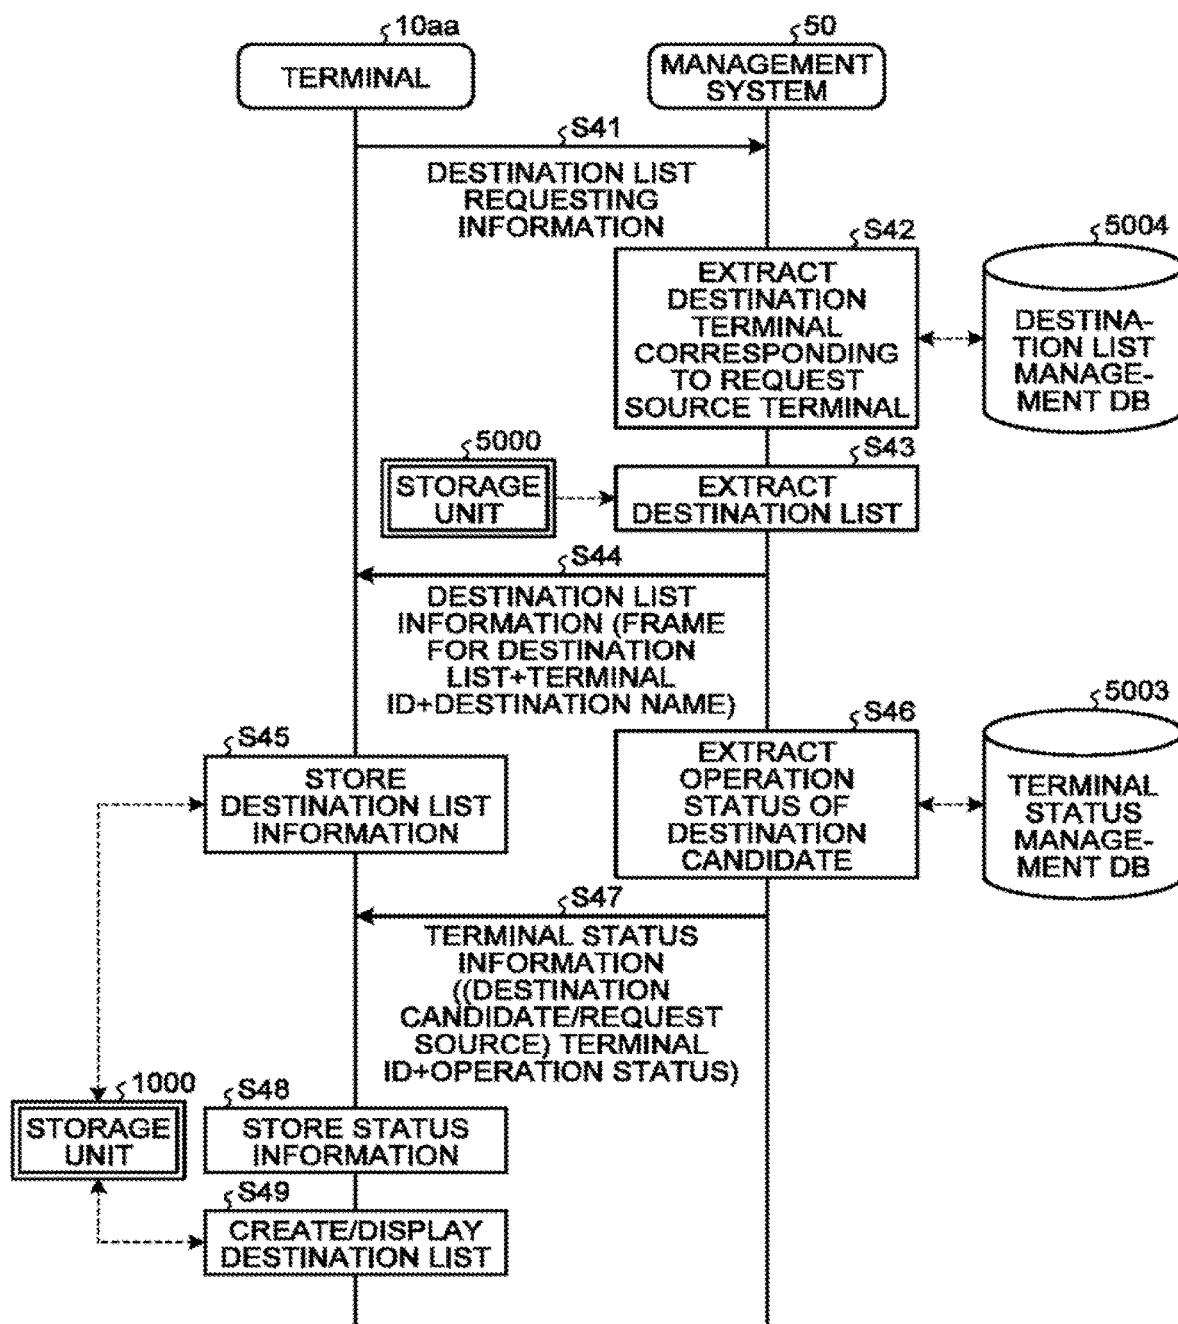 10aa
TERMINAL
50
MANAGEMENT
SYSTEM
S41
DESTINATION LIST
REQUESTING
INFORMATION
S42
EXTRACT
DESTINATION
TERMINAL
CORRESPONDING
TO REQUEST
SOURCE TERMINAL
5004
DESTINA-
TION LIST
MANAGE-
MENT DB
5000
STORAGE
UNIT
S43
EXTRACT
DESTINATION LIST
S44
DESTINATION LIST
INFORMATION (FRAME
FOR DESTINATION
LIST+TERMINAL
ID+DESTINATION NAME)
S45
STORE
DESTINATION LIST
INFORMATION
S46
EXTRACT
OPERATION
STATUS OF
DESTINATION
CANDIDATE
5003
TERMINAL
STATUS
MANAGE-
MENT DB
S47
TERMINAL STATUS
INFORMATION
((DESTINATION
CANDIDATE/REQUEST
SOURCE) TERMINAL
ID+OPERATION STATUS)
1000
STORAGE
UNIT
S48
STORE STATUS
INFORMATION
S49
CREATE/DISPLAY
DESTINATION LIST